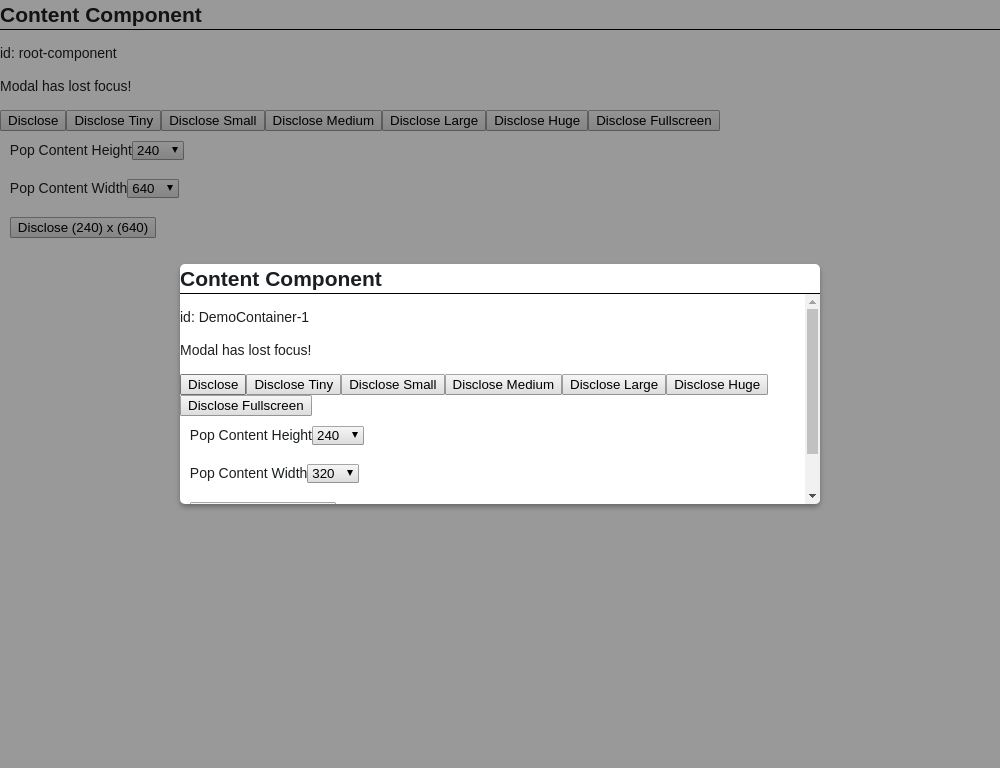 Content Component
id: root-component
Modal has lost focus!
Disclose Disclose Tiny Disclose Small Disclose Medium Disclose Large Disclose Huge Disclose Fullscreen
Pop Content Height 240
Pop Content Width 640
Disclose (240) x (640)
Content Component
id: DemoContainer-1
Modal has lost focus!
Disclose Disclose Tiny Disclose Small Disclose Medium Disclose Large Disclose Huge
Disclose Fullscreen
Pop Content Height 240
Pop Content Width 320